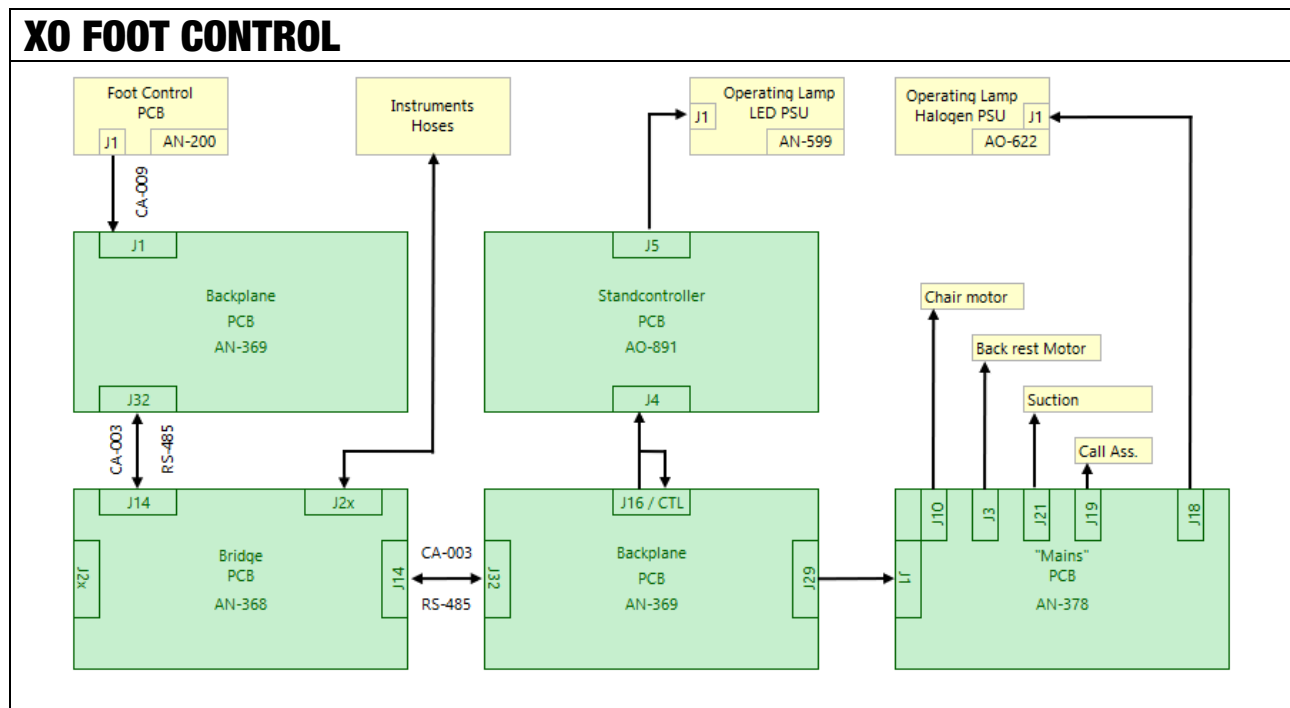 XO FOOT CONTROL
Foot Control
PCB
J1
AN-200
Instruments
Hoses
Operating Lamp
LED PSU
J1
AN-599
Operating Lamp
Halogen PSU
J1
AO-622
CA-009
J1
Backplane
PCB
AN-369
J32
J5
Standcontroller
PCB
AO-891
J4
Chair motor
Back rest Motor
Suction
Call Ass.
CA-003
RS-485
J14
J2x
J2x
Bridge
PCB
AN-368
J14
CA-003
RS-485
J16 / CTL
J32
Backplane
PCB
AN-369
J29
J10
J3
J21
J19
J18
J1
"Mains"
PCB
AN-378